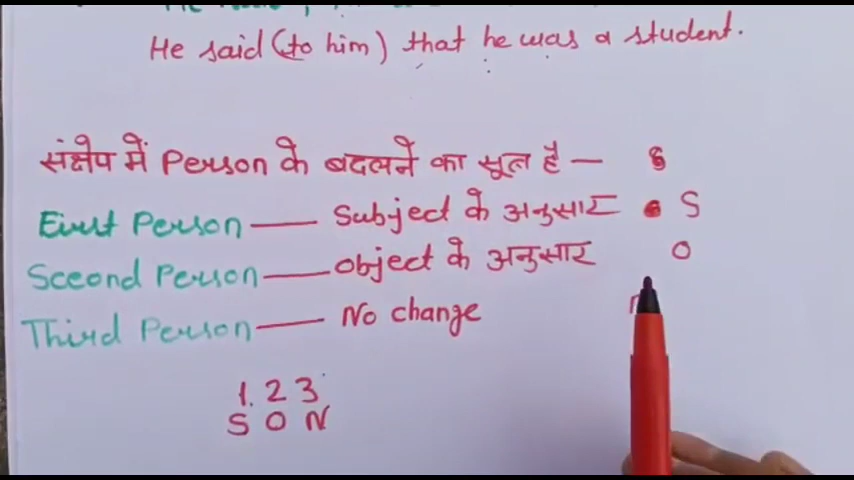 He said (to him) that he was a student.
संक्षेप में Person के बदलने का सूत्र है — S
First Person —— Subject के अनुसार S
Second Person —— object के अनुसार O
Third Person —— No change
1. 2 3
S O N